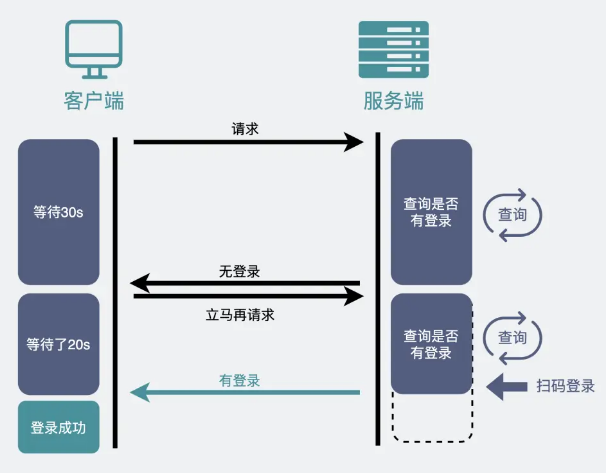 客户端
服务端
请求
等待30s
查询是否
有登录
查询
无登录
立马再请求
等待了20s
查询是否
有登录
查询
有登录
扫码登录
登录成功